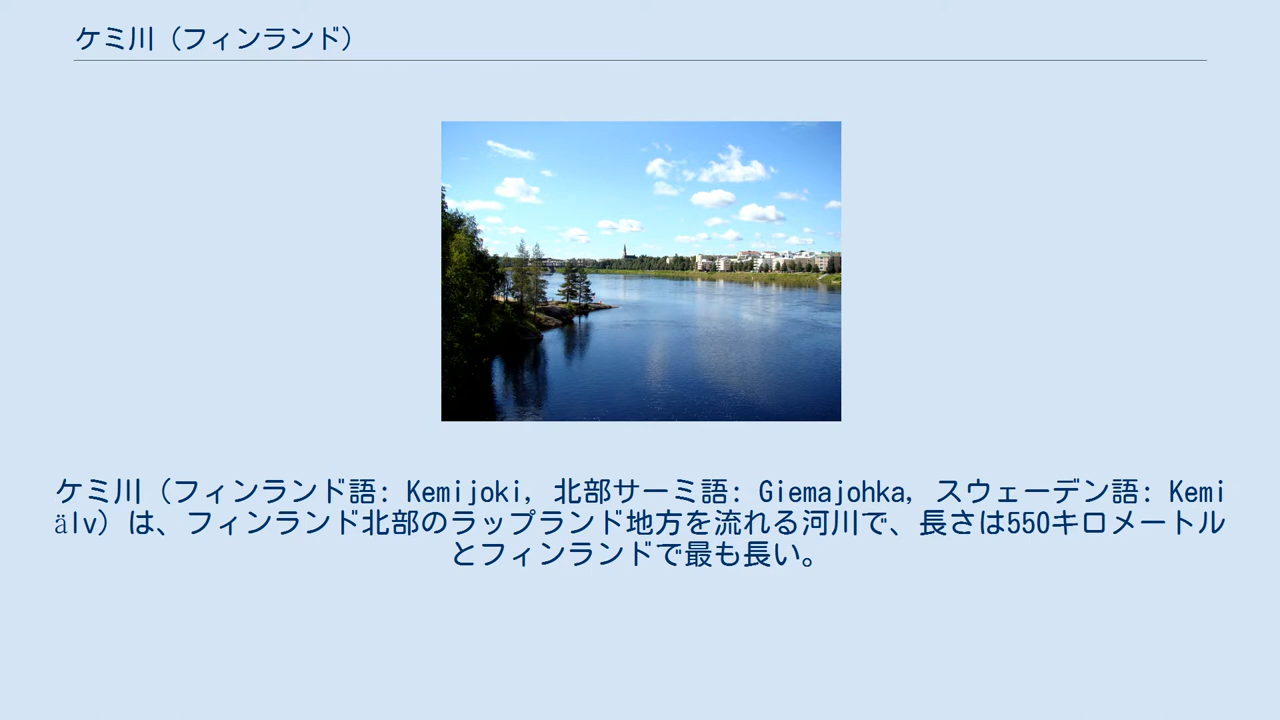 ケミ川（フィンランド）
ケミ川（フィンランド語: Kemijoki, 北部サーミ語: Giemajohka, スウェーデン語: Kemi
älv）は、フィンランド北部のラップランド地方を流れる河川で、長さは550キロメートル
とフィンランドで最も長い。